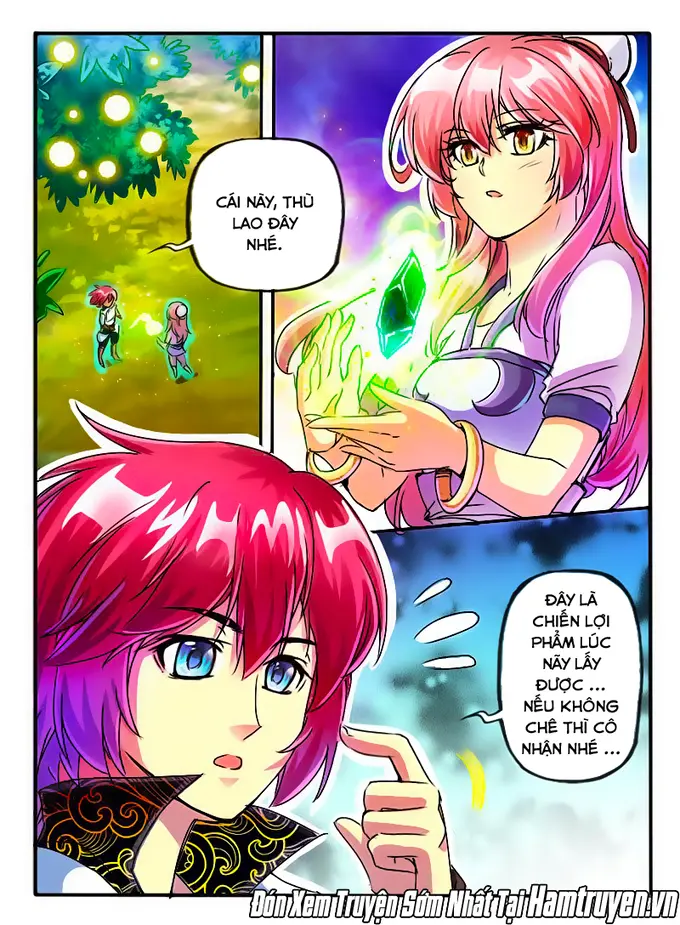 CÁI NÀY, THÙ
LAO ĐÂY
NHÉ.
ĐÂY LÀ
CHIẾN LỢI
PHẨM LÚC
NÃY LẤY
ĐƯỢC ...
NẾU KHÔNG
CHÊ THÌ CÔ
NHẬN NHÉ ...
Đón Xem Truyện Sớm Nhất Tại Hamtruyen.vn